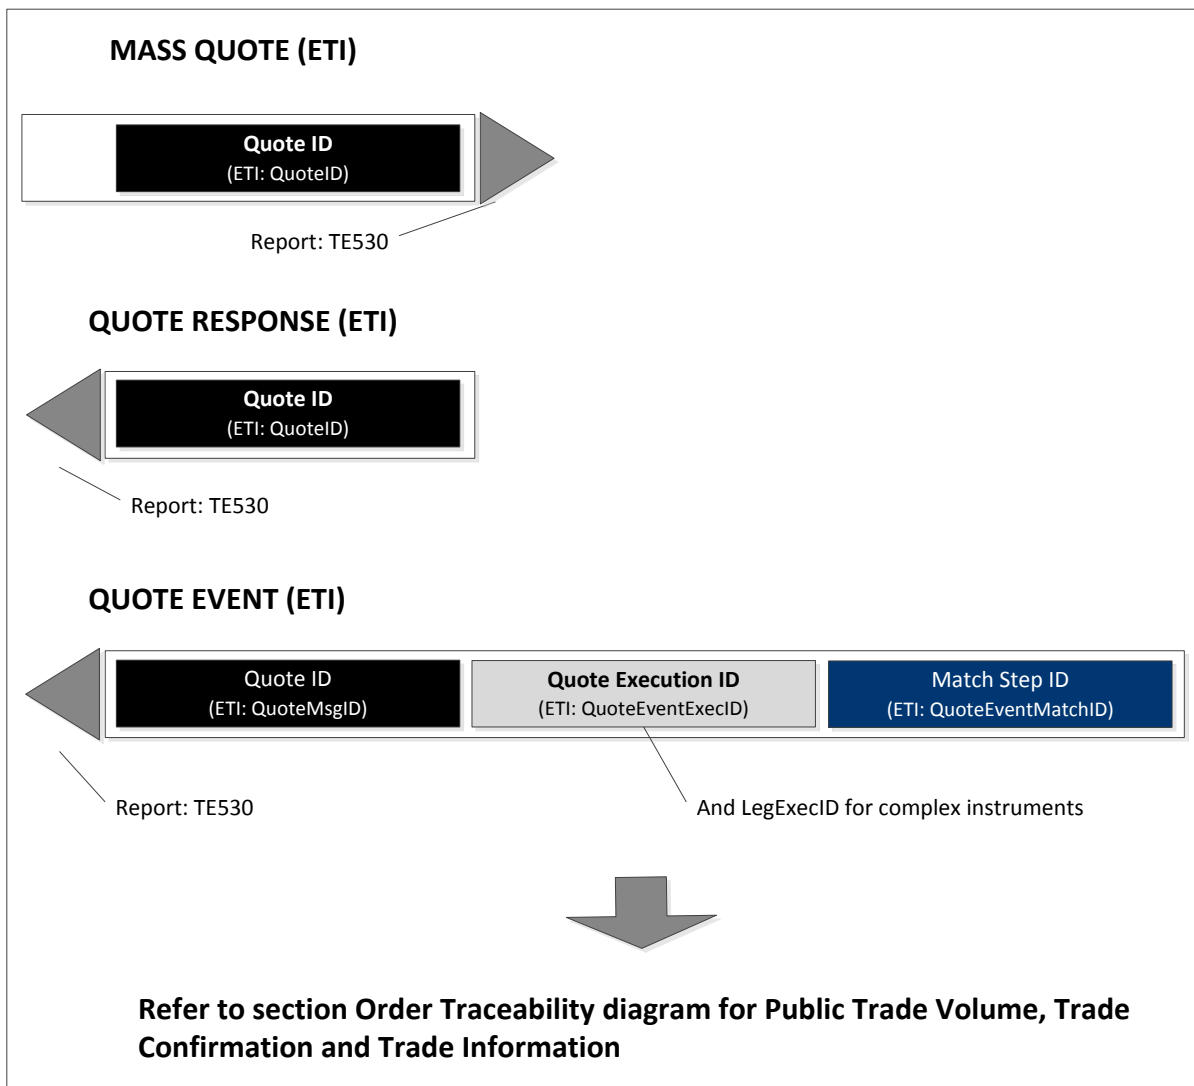 MASS QUOTE (ETI)
Quote ID
(ETI: QuoteID)
Report: TE530
QUOTE RESPONSE (ETI)
Quote ID
(ETI: QuoteID)
Report: TE530
QUOTE EVENT (ETI)
Quote ID
(ETI: QuoteMsgID)
Quote Execution ID
(ETI: QuoteEventExecID)
Match Step ID
(ETI: QuoteEventMatchID)
Report: TE530
And LegExecID for complex instruments
Refer to section Order Traceability diagram for Public Trade Volume, Trade
Confirmation and Trade Information